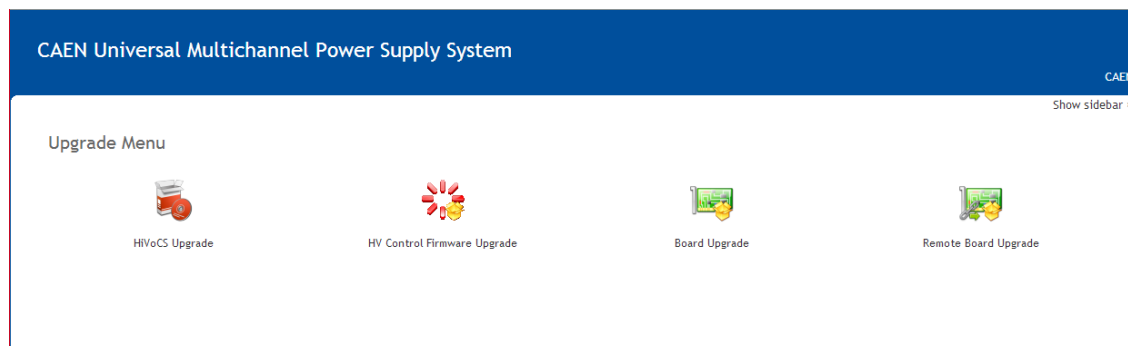 CAEN Universal Multichannel Power Supply System
CAEN
Show sidebar
Upgrade Menu
HiVoCS Upgrade
HV Control Firmware Upgrade
Board Upgrade
Remote Board Upgrade